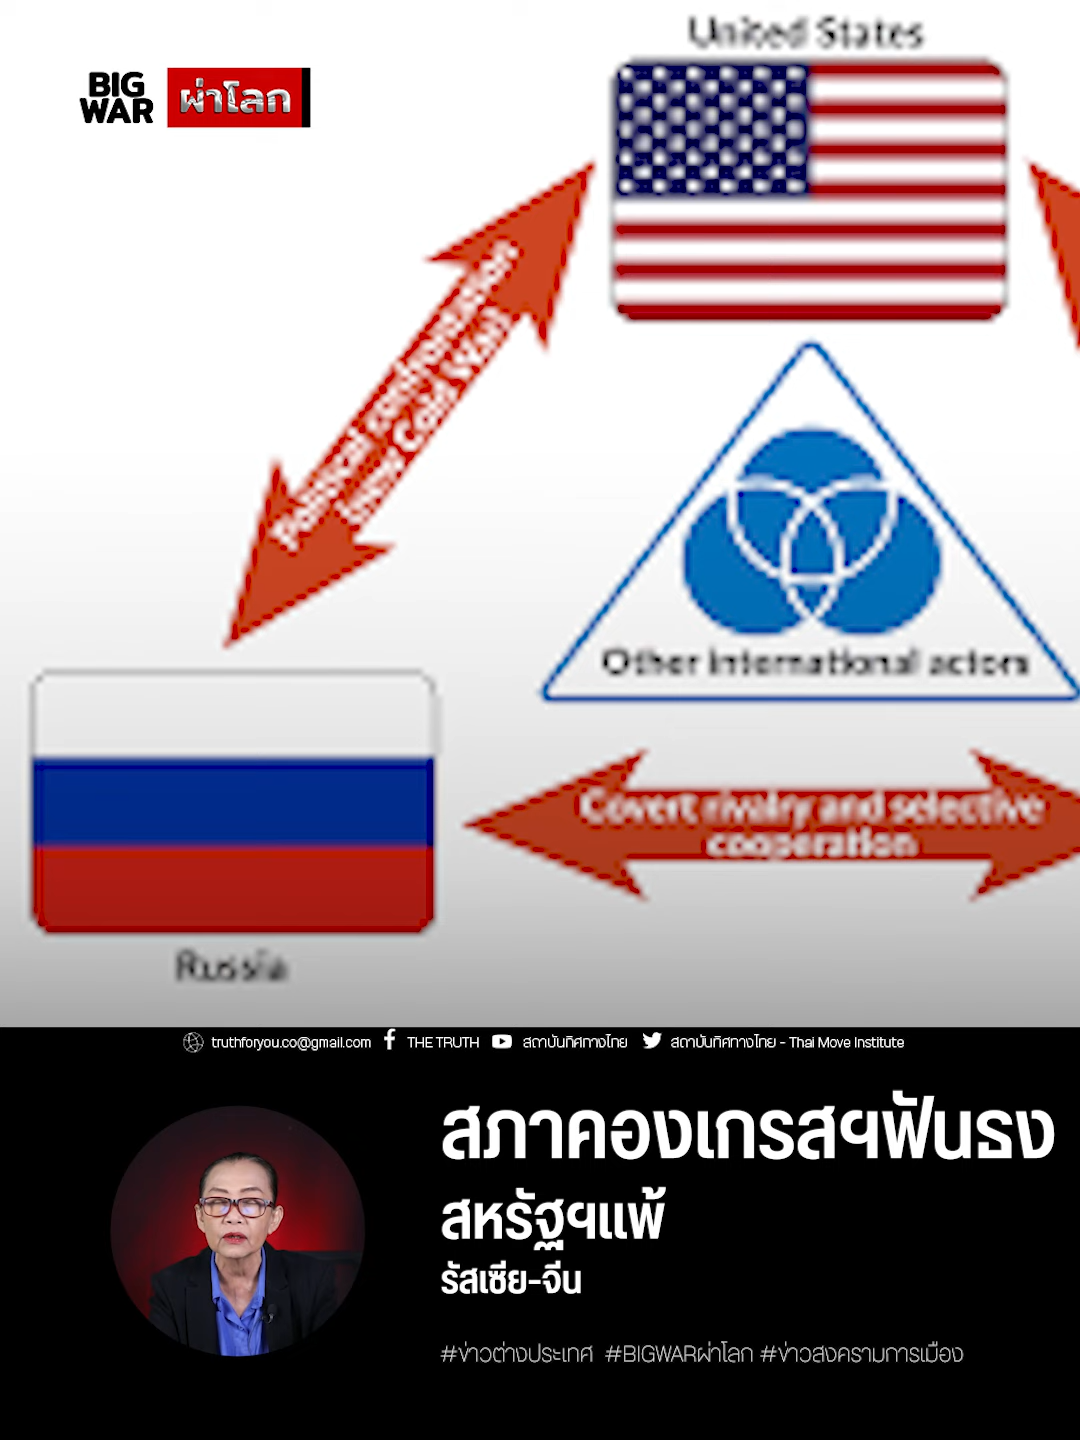 United States
BIG
WAR
ผ่าโลก
Political confrontation
(new Cold War)
Other international actors
Covert rivalry and selective
cooperation
Russia
truthforyou.co@gmail.com THE TRUTH สถาบันทิศทางไทย สถาบันทิศทางไทย - Thai Move Institute
สภาคองเกรสฯฟันธง
สหรัฐฯแพ้
รัสเซีย-จีน
#ข่าวต่างประเทศ #BIGWARผ่าโลก #ข่าวสงครามการเมือง